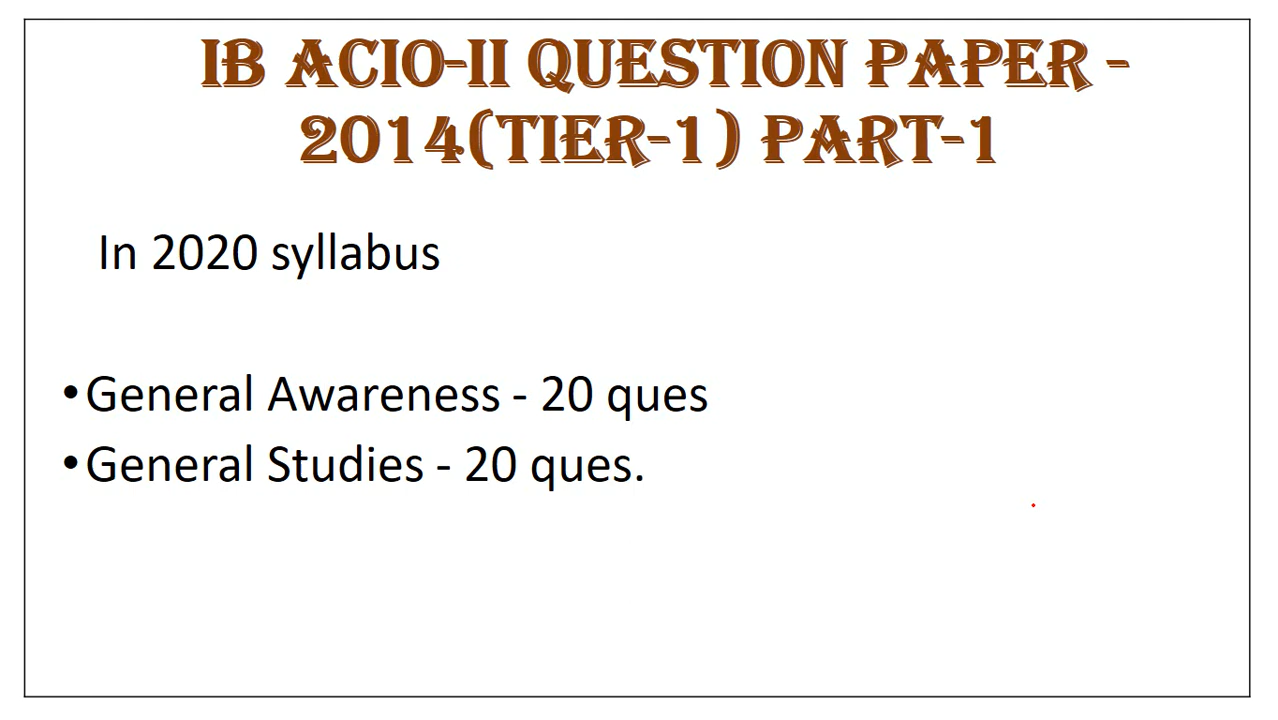 IB ACIO-II QUESTION PAPER -
2014(TIER-1) PART-1
In 2020 syllabus
•General Awareness - 20 ques
•General Studies - 20 ques.